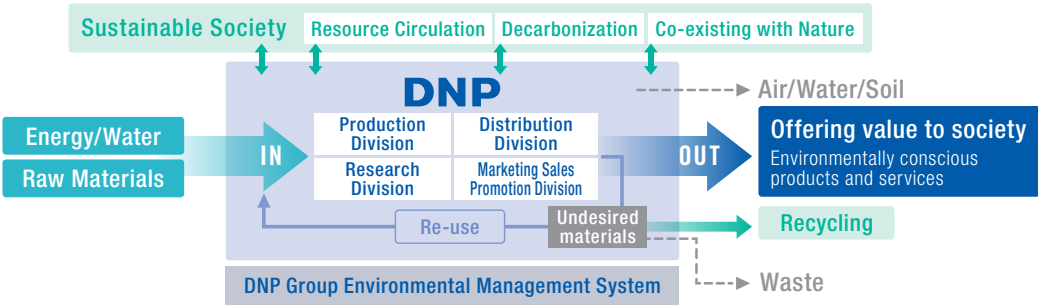 Sustainable Society
Resource Circulation
Decarbonization
Co-existing with Nature
DNP
Air/Water/Soil
Energy/Water
Raw Materials
IN
Production
Division
Distribution
Division
Research
Division
Marketing Sales
Promotion Division
OUT
Offering value to society
Environmentally conscious
products and services
Re-use
Undesired
materials
Recycling
Waste
DNP Group Environmental Management System